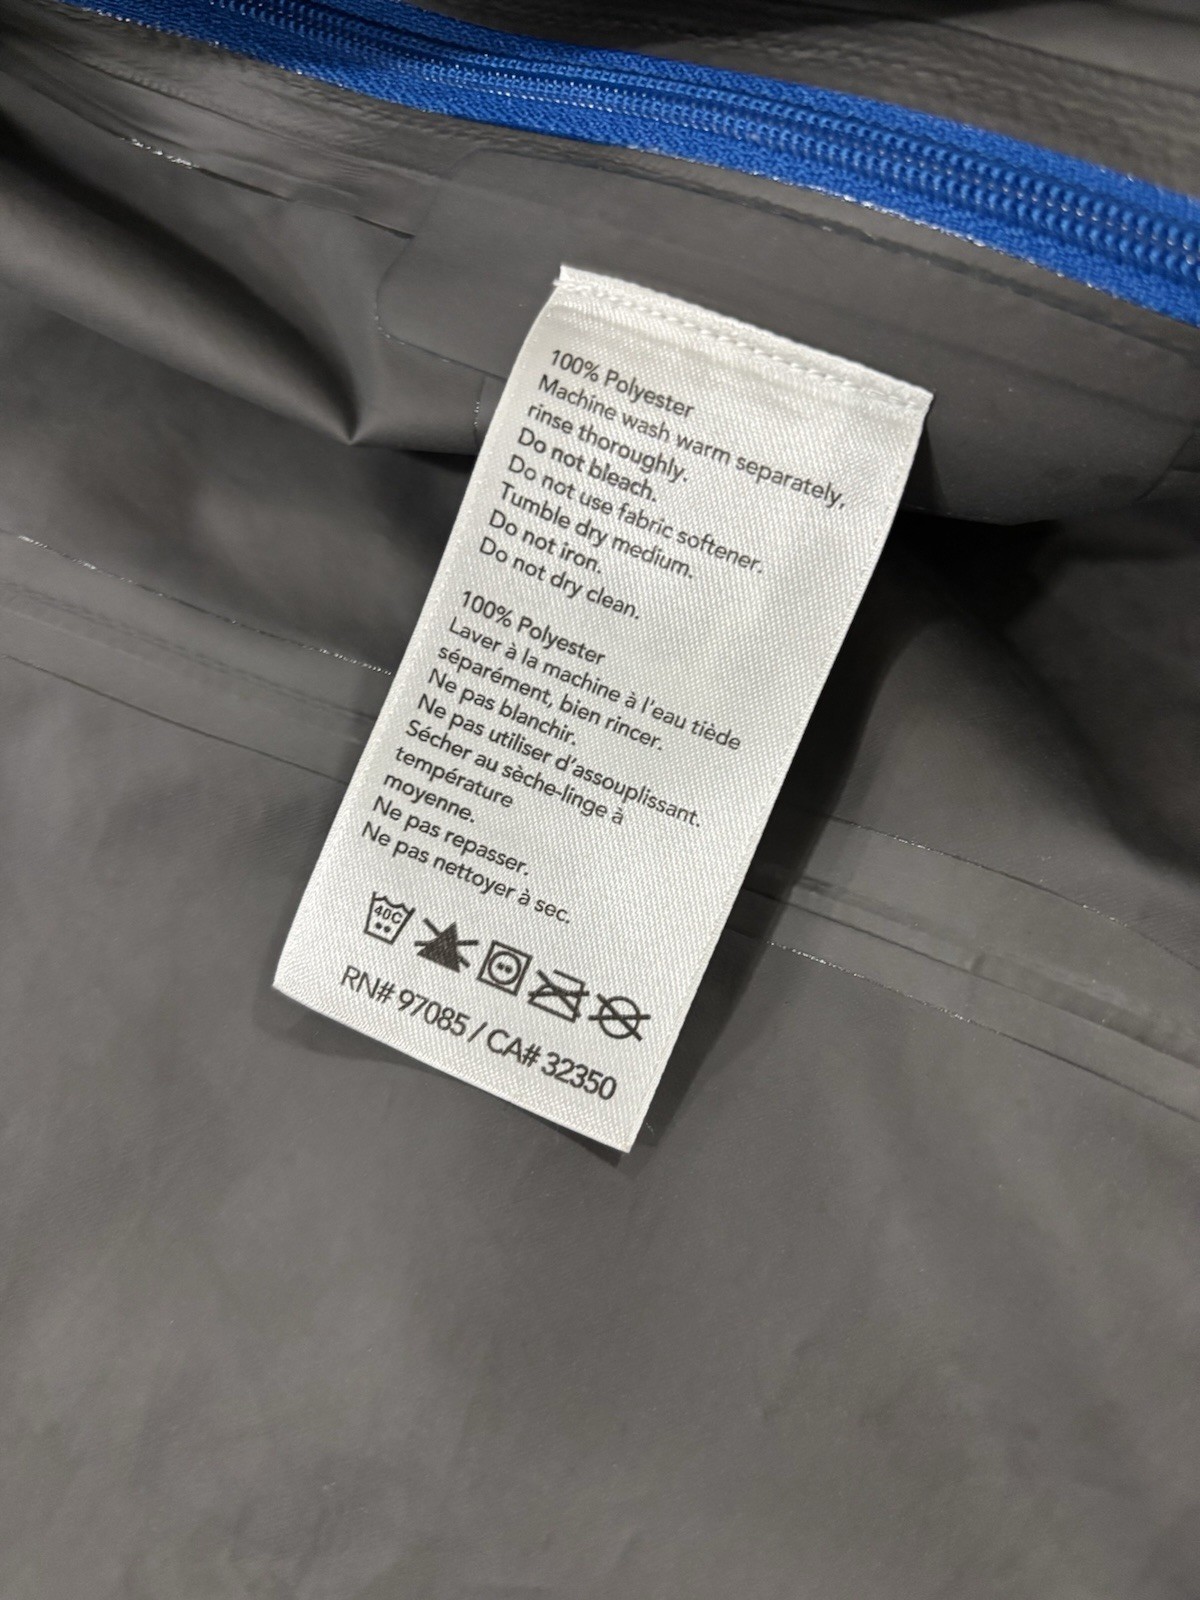 100% Polyester
Machine wash warm separately,
rinse thoroughly.
Do not bleach.
Do not use fabric softener.
Tumble dry medium.
Do not iron.
Do not dry clean.
100% Polyester
Laver à la machine à l'eau tiède
séparément, bien rincer.
Ne pas blanchir.
Ne pas utiliser d'assouplissant.
Sécher au sèche-linge à
température
moyenne.
Ne pas repasser.
Ne pas nettoyer à sec.
40C
RN# 97085 / CA# 32350